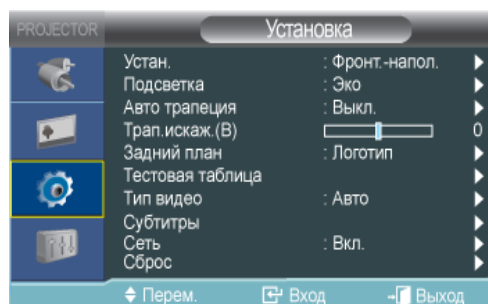 PROJECTOR Установка
Устан. : Фронт.-напол.
Подсветка : Эко
Авто трапеция : Выкл.
Трап.искаж.(В) 0
Задний план : Логотип
Тестовая таблица
Тип видео : Авто
Субтитры
Сеть : Вкл.
Сброс
Перем. Вход Выход